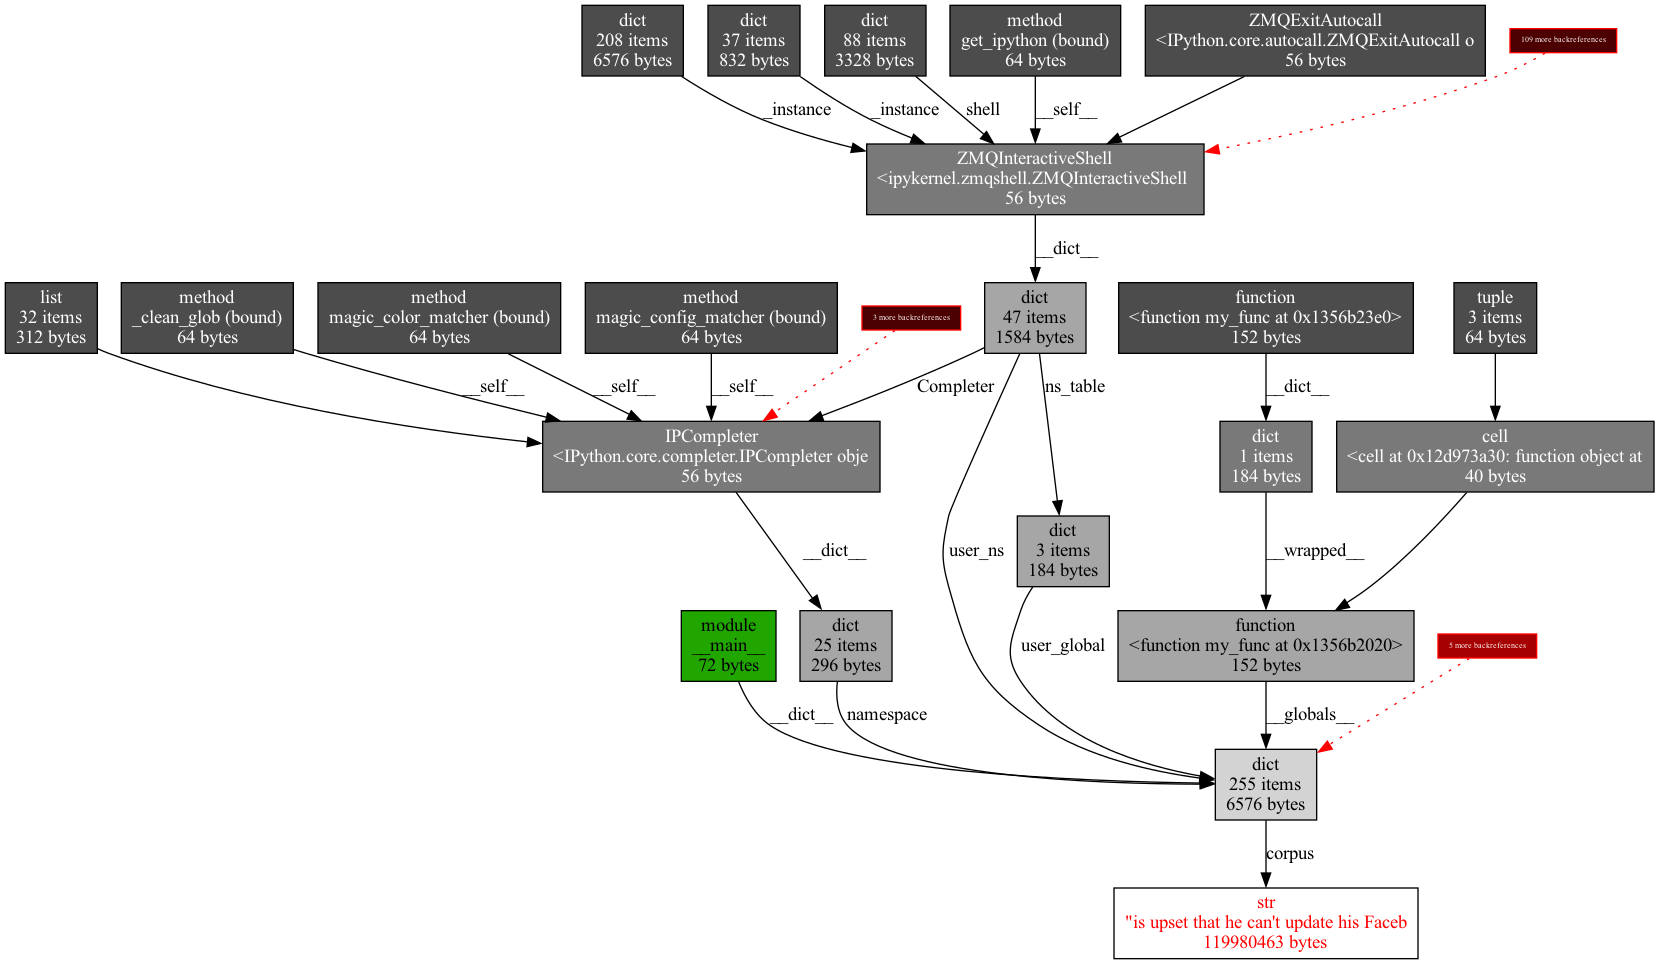 dict
208 items
6576 bytes
dict
37 items
832 bytes
dict
88 items
3328 bytes
method
get_ipython (bound)
64 bytes
ZMQExitAutocall
<IPython.core.autocall.ZMQExitAutocall o
56 bytes
109 more backreferences
_instance
_instance
shell
__self__
ZMQInteractiveShell
<ipykernel.zmqshell.ZMQInteractiveShell
56 bytes
__dict__
list
32 items
312 bytes
method
_clean_glob (bound)
64 bytes
method
magic_color_matcher (bound)
64 bytes
method
magic_config_matcher (bound)
64 bytes
3 more backreferences
dict
47 items
1584 bytes
function
<function my_func at 0x1356b23e0>
152 bytes
tuple
3 items
64 bytes
__self__
__self__
__self__
Completer
ns_table
__dict__
IPCompleter
<IPython.core.completer.IPCompleter obje
56 bytes
dict
1 items
184 bytes
cell
<cell at 0x12d973a30: function object at
40 bytes
__dict__
user_ns
dict
3 items
184 bytes
__wrapped__
module
__main__
72 bytes
dict
25 items
296 bytes
user_global
function
<function my_func at 0x1356b2020>
152 bytes
5 more backreferences
__dict__
namespace
__globals__
dict
255 items
6576 bytes
corpus
str
"is upset that he can't update his Faceb
119980463 bytes